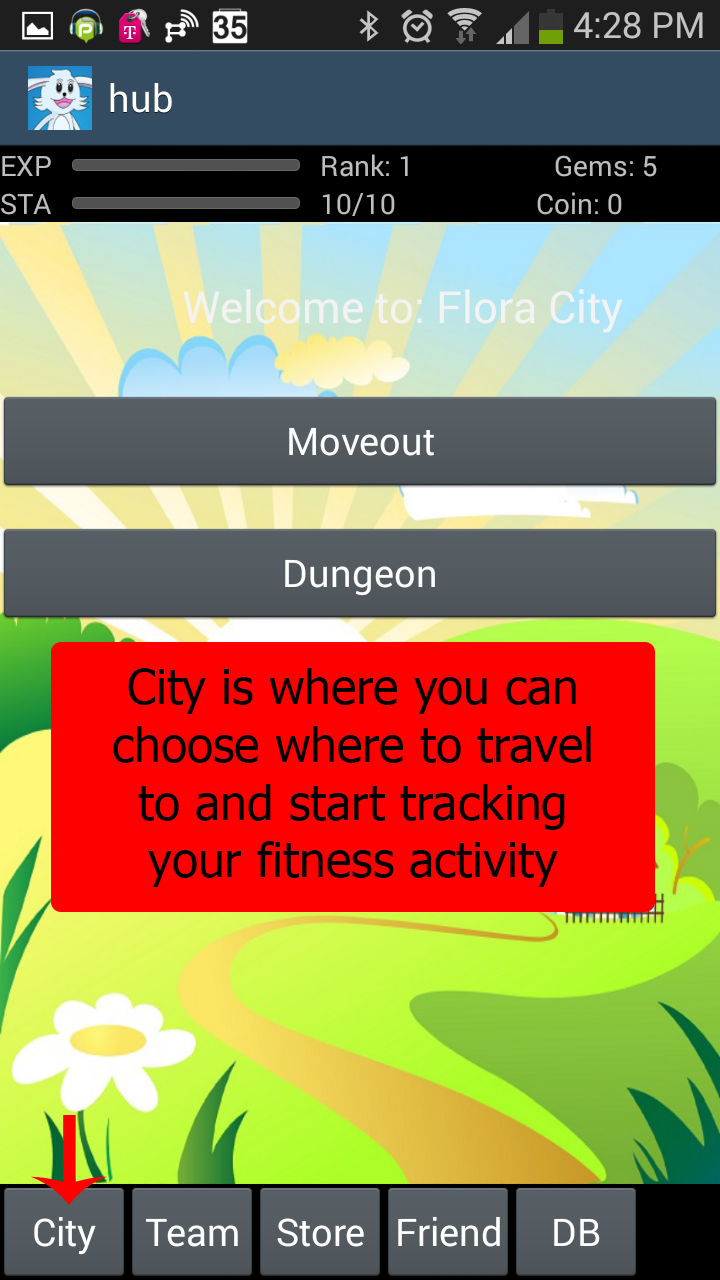 35 4:28 PM
hub
EXP Rank: 1 Gems: 5
STA 10/10 Coin: 0
Welcome to: Flora City
Moveout
Dungeon
City is where you can
choose where to travel
to and start tracking
your fitness activity
City Team Store Friend DB